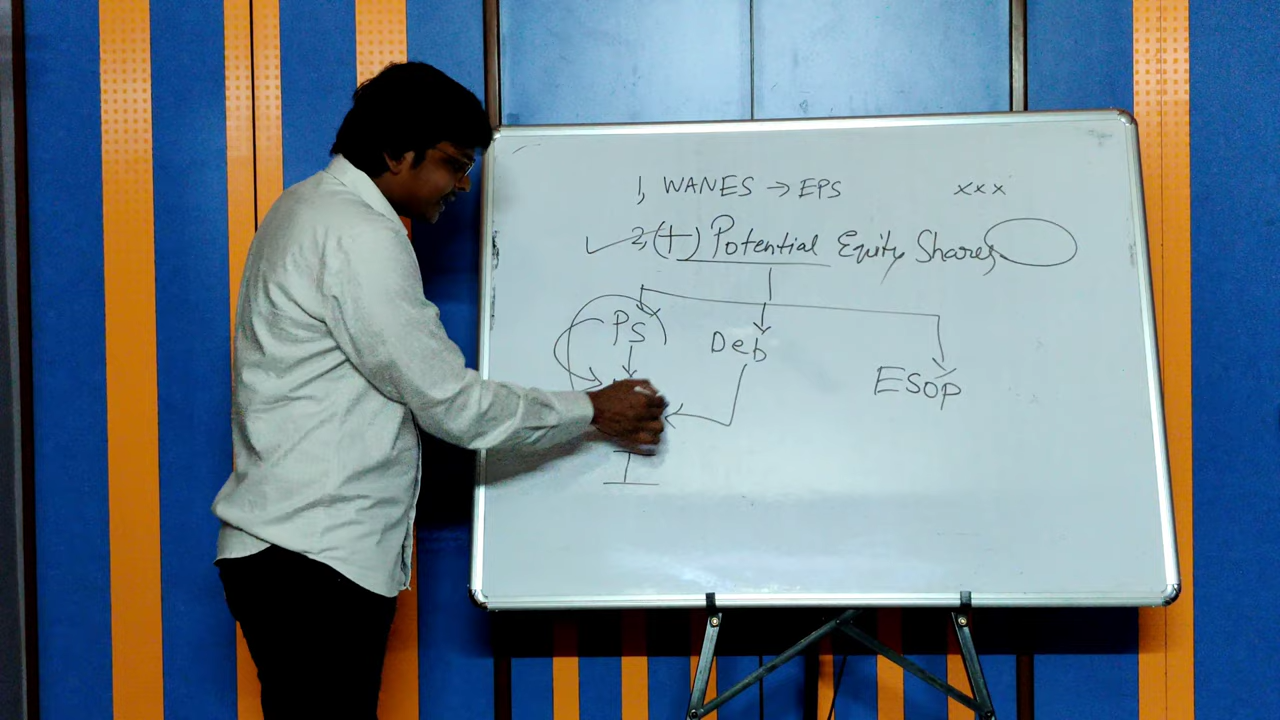 1, WANES → EPS xxx
2, (+) Potential Equity Shares
PS Deb ESOP